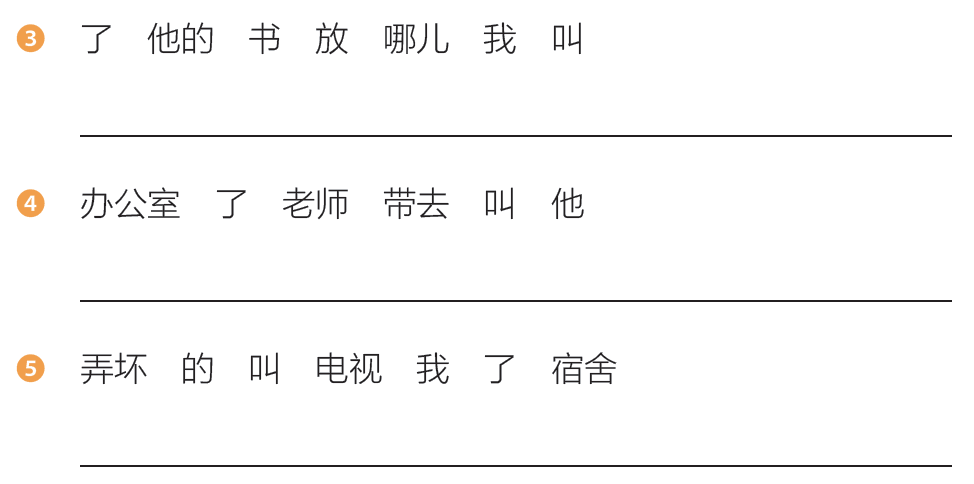 3 了 他的 书 放 哪儿 我 叫
4 办公室 了 老师 带去 叫 他
5 弄坏 的 叫 电视 我 了 宿舍